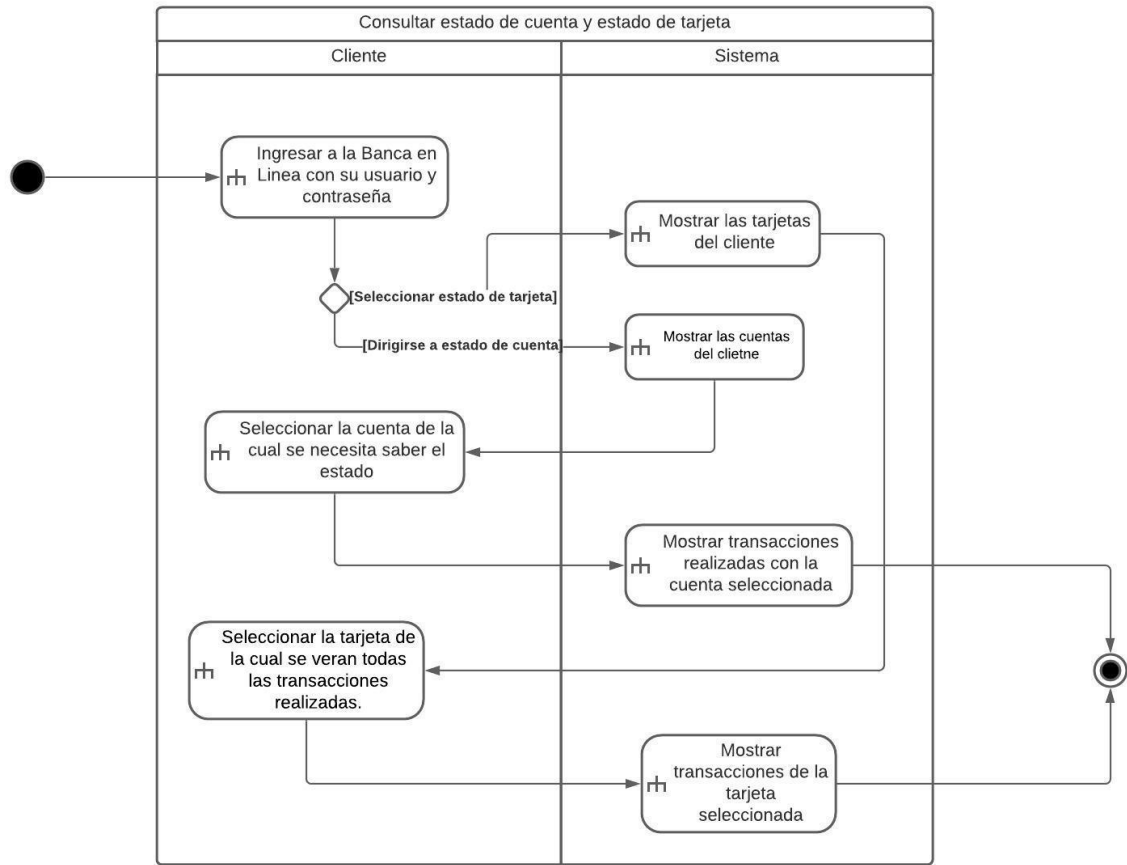 Consultar estado de cuenta y estado de tarjeta
Cliente
Sistema
Ingresar a la Banca en
Linea con su usuario y
contraseña
Mostrar las tarjetas
del cliente
[Seleccionar estado de tarjeta]
[Dirigirse a estado de cuenta]
Mostrar las cuentas
del clietne
Seleccionar la cuenta de la
cual se necesita saber el
estado
Mostrar transacciones
realizadas con la
cuenta seleccionada
Seleccionar la tarjeta de
la cual se veran todas
las transacciones
realizadas.
Mostrar
transacciones de la
tarjeta
seleccionada